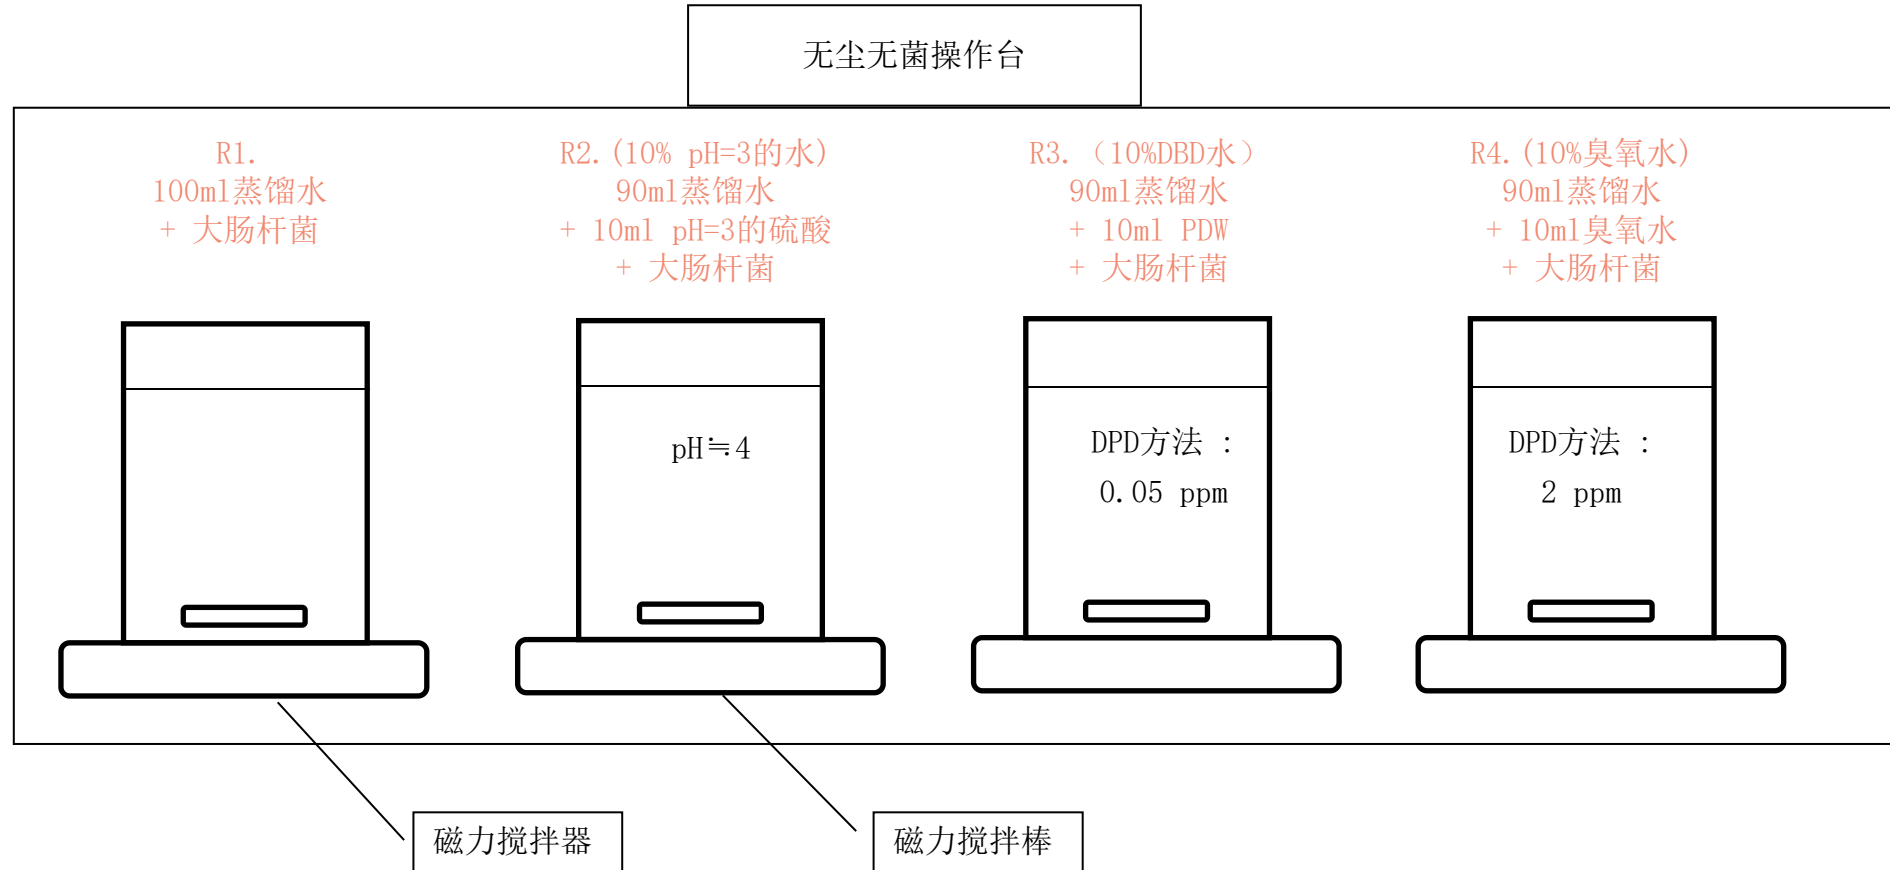 无尘无菌操作台
R1.
100ml蒸馏水
+ 大肠杆菌
R2.(10% pH=3的水)
90ml蒸馏水
+ 10ml pH=3的硫酸
+ 大肠杆菌
R3.（10%DBD水）
90ml蒸馏水
+ 10ml PDW
+ 大肠杆菌
R4.(10%臭氧水)
90ml蒸馏水
+ 10ml臭氧水
+ 大肠杆菌
pH≒4
DPD方法 :
0.05 ppm
DPD方法 :
2 ppm
磁力搅拌器
磁力搅拌棒